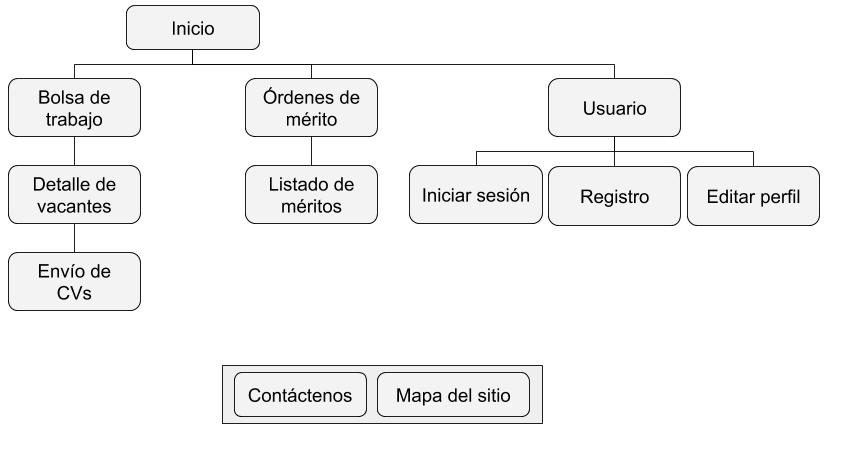 Inicio
Bolsa de
trabajo
Órdenes de
mérito
Usuario
Detalle de
vacantes
Listado de
méritos
Iniciar sesión
Registro
Editar perfil
Envío de
CVs
Contáctenos
Mapa del sitio